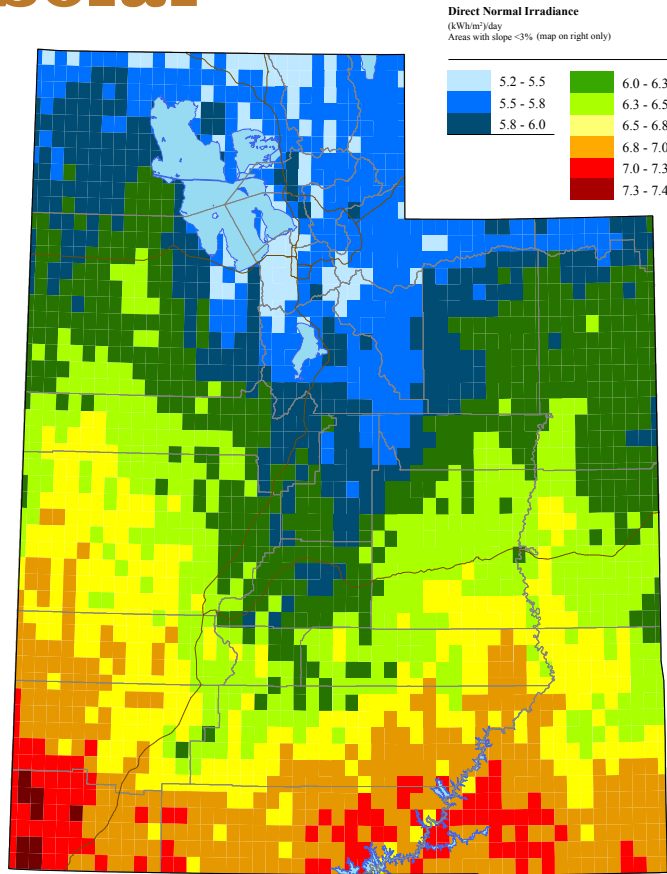 Direct Normal Irradiance
(kWh/m²)/day
Areas with slope <3% (map on right only)
5.2 - 5.5
5.5 - 5.8
5.8 - 6.0
6.0 - 6.3
6.3 - 6.5
6.5 - 6.8
6.8 - 7.0
7.0 - 7.3
7.3 - 7.4